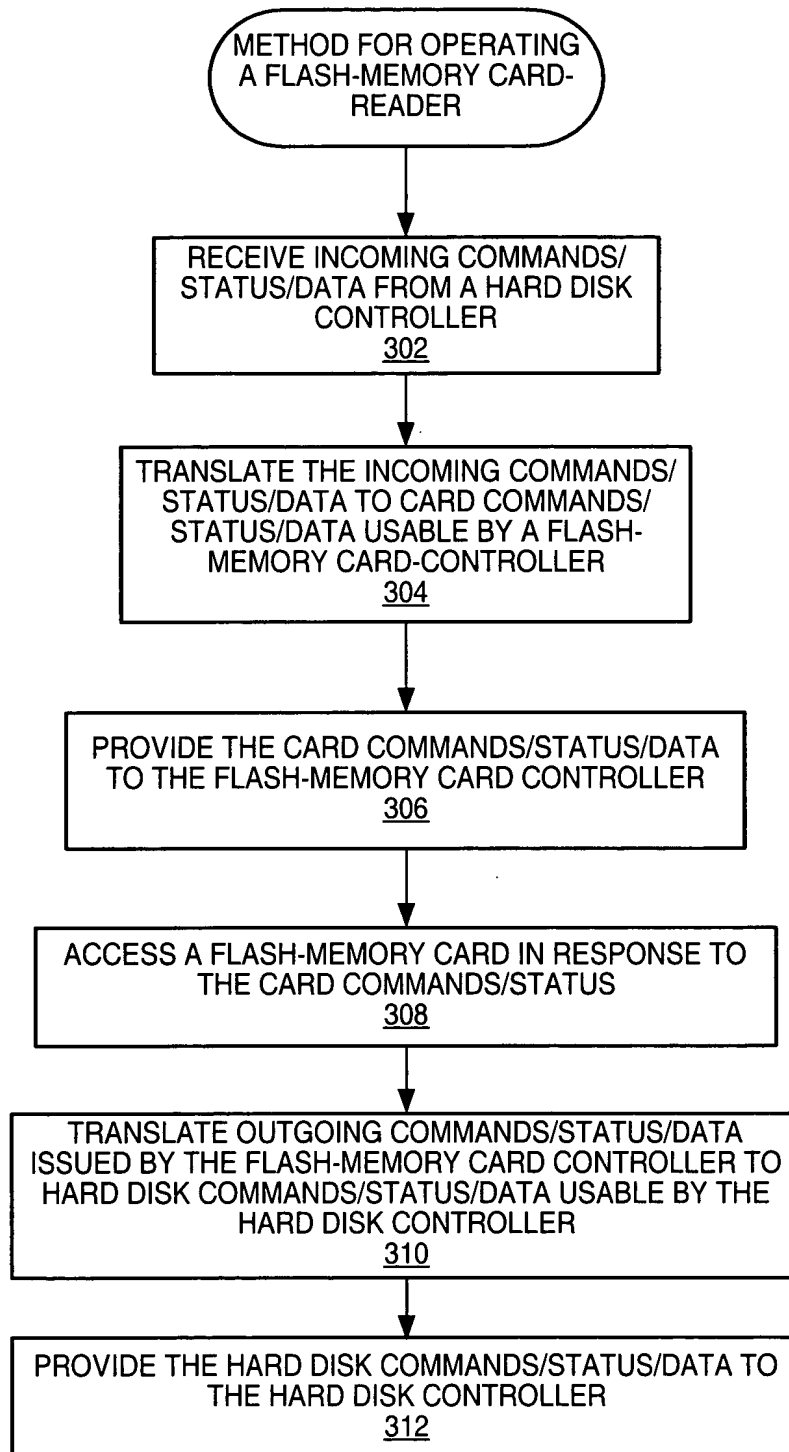 METHOD FOR OPERATING
A FLASH-MEMORY CARD-
READER
RECEIVE INCOMING COMMANDS/
STATUS/DATA FROM A HARD DISK
CONTROLLER
302
TRANSLATE THE INCOMING COMMANDS/
STATUS/DATA TO CARD COMMANDS/
STATUS/DATA USABLE BY A FLASH-
MEMORY CARD-CONTROLLER
304
PROVIDE THE CARD COMMANDS/STATUS/DATA
TO THE FLASH-MEMORY CARD CONTROLLER
306
ACCESS A FLASH-MEMORY CARD IN RESPONSE TO
THE CARD COMMANDS/STATUS
308
TRANSLATE OUTGOING COMMANDS/STATUS/DATA
ISSUED BY THE FLASH-MEMORY CARD CONTROLLER TO
HARD DISK COMMANDS/STATUS/DATA USABLE BY THE
HARD DISK CONTROLLER
310
PROVIDE THE HARD DISK COMMANDS/STATUS/DATA TO
THE HARD DISK CONTROLLER
312